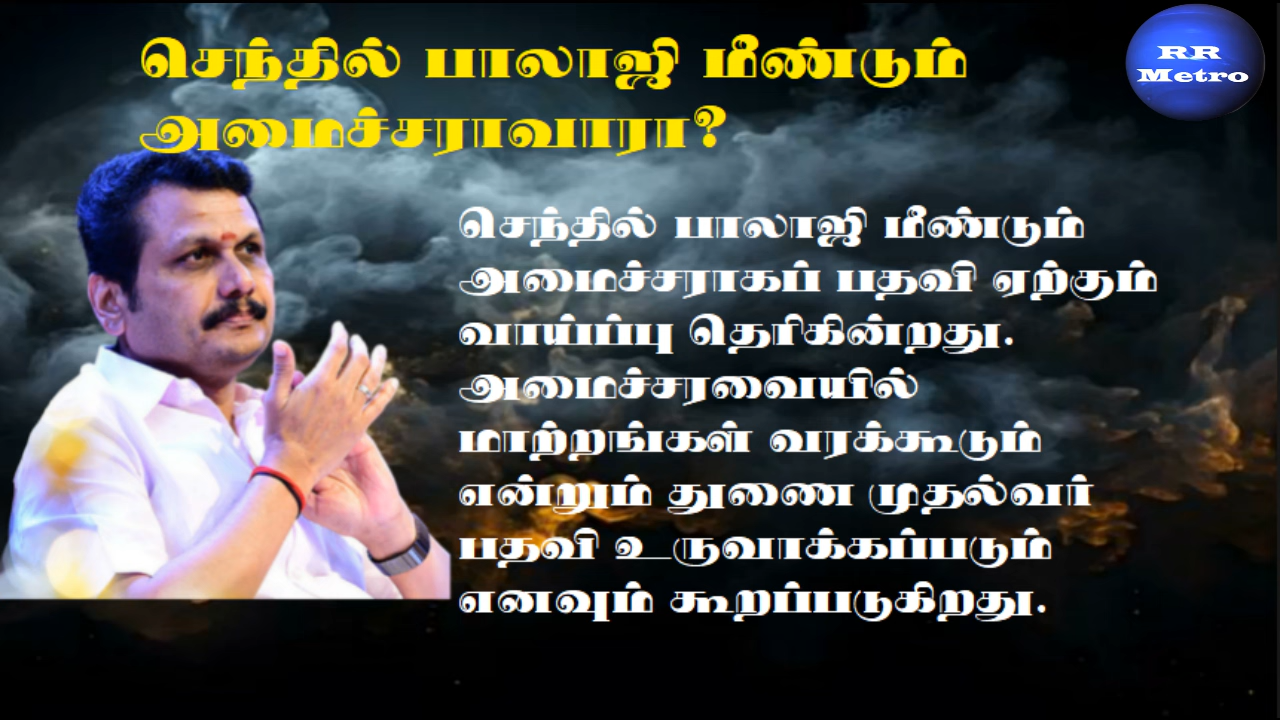 செந்தில் பாலாஜி மீண்டும்
அமைச்சராவாரா?
RR
Metro
செந்தில் பாலாஜி மீண்டும்
அமைச்சராகப் பதவி ஏற்கும்
வாய்ப்பு தெரிகின்றது.
அமைச்சரவையில்
மாற்றங்கள் வரக்கூடும்
என்றும் துணை முதல்வர்
பதவி உருவாக்கப்படும்
எனவும் கூறப்படுகிறது.